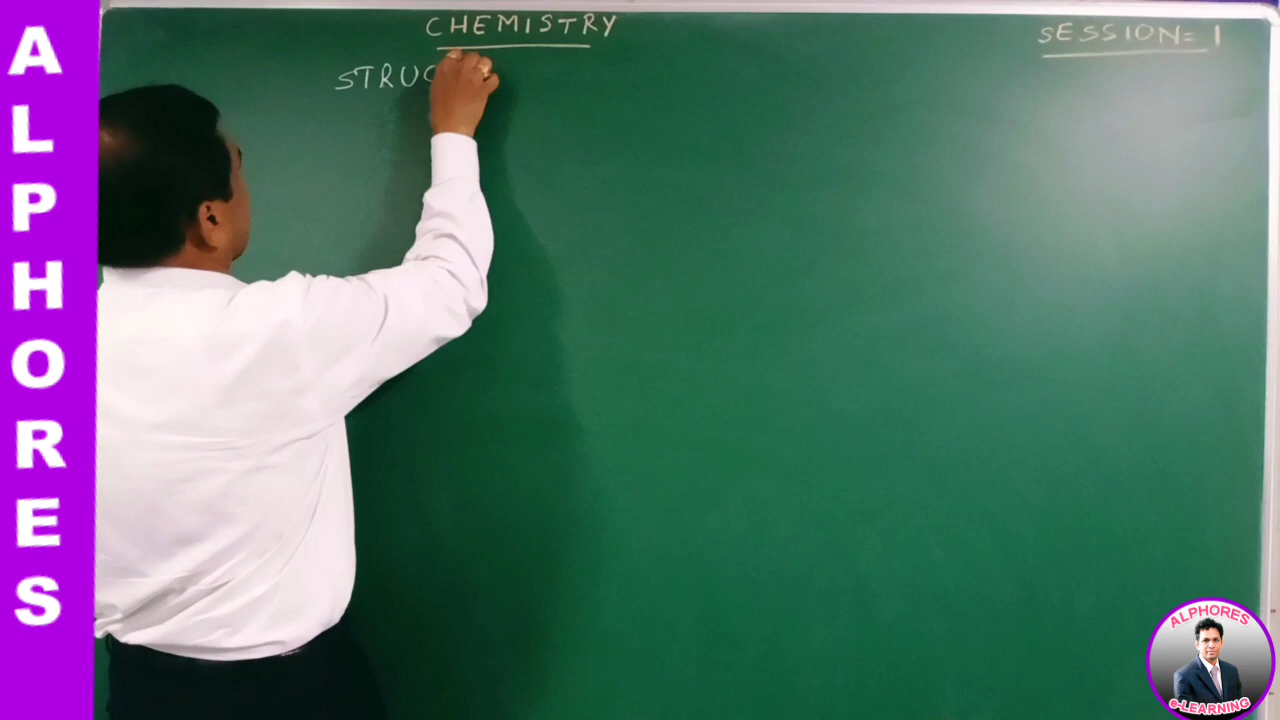 ALPHORES
CHEMISTRY
SESSION= 1
STRUC
ALPHORES
e-LEARNING